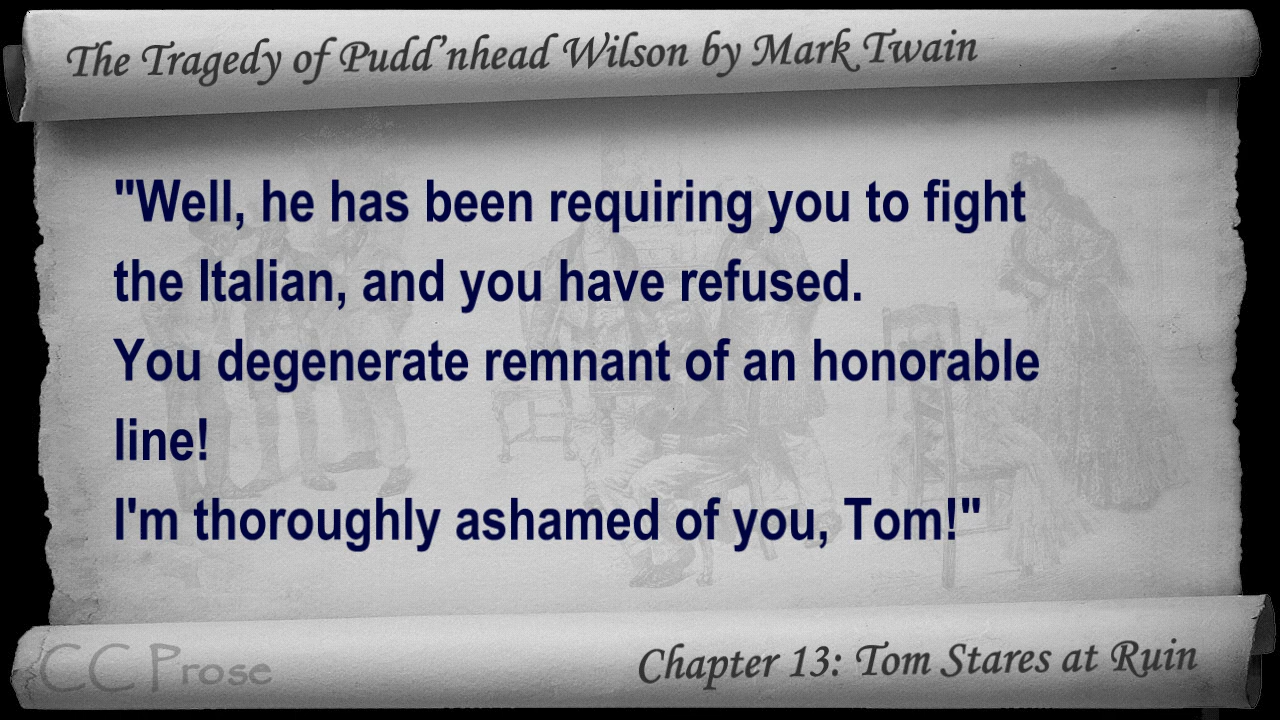 The Tragedy of Pudd'nhead Wilson by Mark Twain
"Well, he has been requiring you to fight
the Italian, and you have refused.
You degenerate remnant of an honorable
line!
I'm thoroughly ashamed of you, Tom!"
CC Prose
Chapter 13: Tom Stares at Ruin